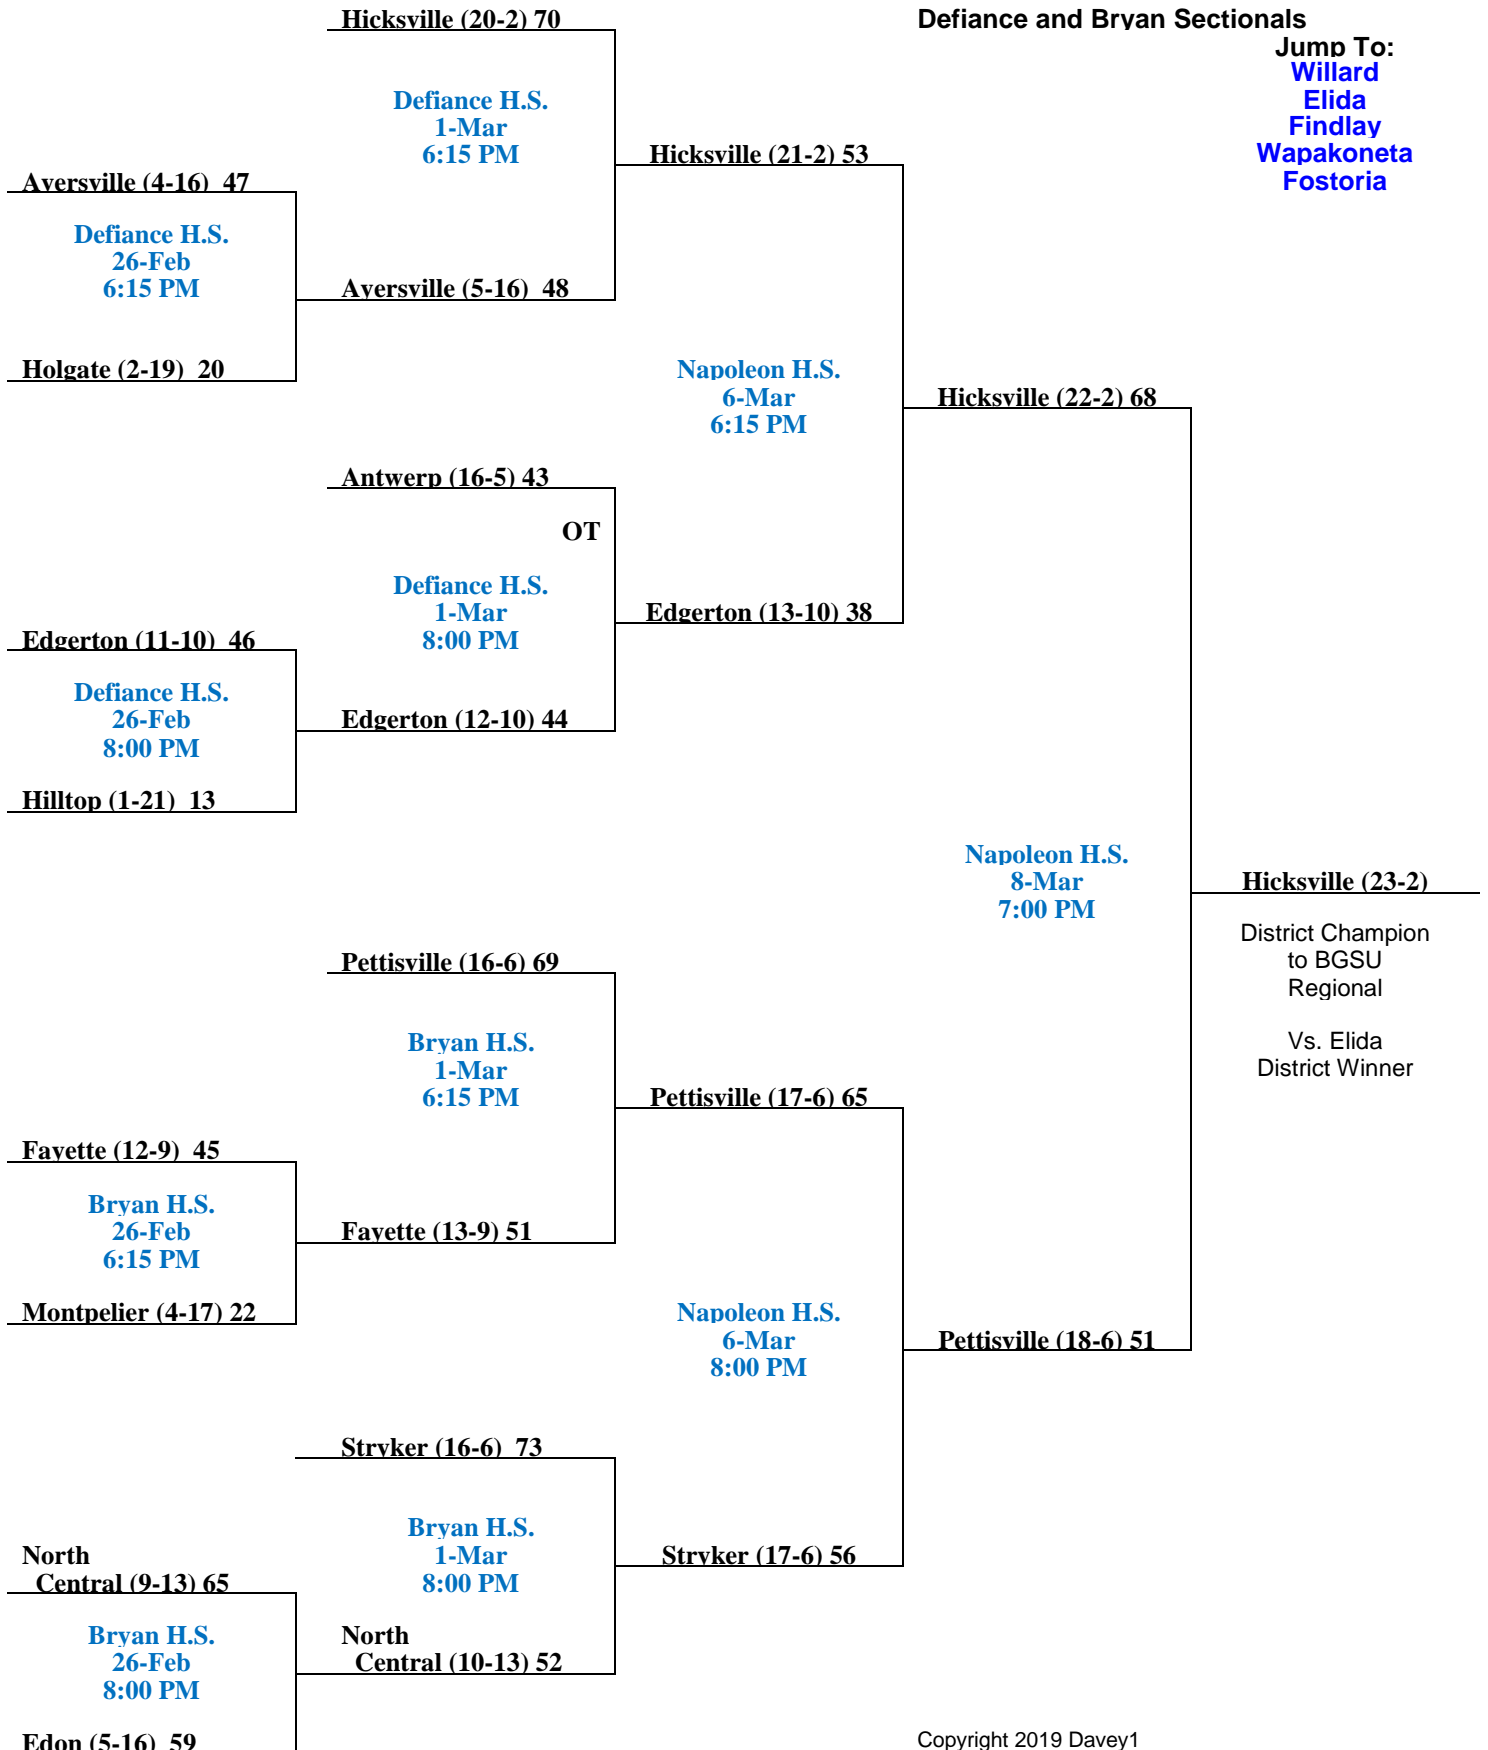 Hicksville (20-2) 70
Defiance and Bryan Sectionals
Jump To:
Willard
Elida
Findlay
Wapakoneta
Fostoria
Defiance H.S.
1-Mar
6:15 PM
Hicksville (21-2) 53
Ayersville (4-16) 47
Defiance H.S.
26-Feb
6:15 PM
Ayersville (5-16) 48
Holgate (2-19) 20
Napoleon H.S.
6-Mar
6:15 PM
Hicksville (22-2) 68
Antwerp (16-5) 43
OT
Defiance H.S.
1-Mar
8:00 PM
Edgerton (13-10) 38
Edgerton (11-10) 46
Defiance H.S.
26-Feb
8:00 PM
Edgerton (12-10) 44
Hilltop (1-21) 13
Napoleon H.S.
8-Mar
7:00 PM
Hicksville (23-2)
District Champion
to BGSU
Regional
Vs. Elida
District Winner
Pettisville (16-6) 69
Bryan H.S.
1-Mar
6:15 PM
Pettisville (17-6) 65
Fayette (12-9) 45
Bryan H.S.
26-Feb
6:15 PM
Fayette (13-9) 51
Montpelier (4-17) 22
Napoleon H.S.
6-Mar
8:00 PM
Pettisville (18-6) 51
Stryker (16-6) 73
Bryan H.S.
1-Mar
8:00 PM
Stryker (17-6) 56
North
Central (9-13) 65
Bryan H.S.
26-Feb
8:00 PM
North
Central (10-13) 52
Edon (5-16) 59
Copyright 2019 Davey1